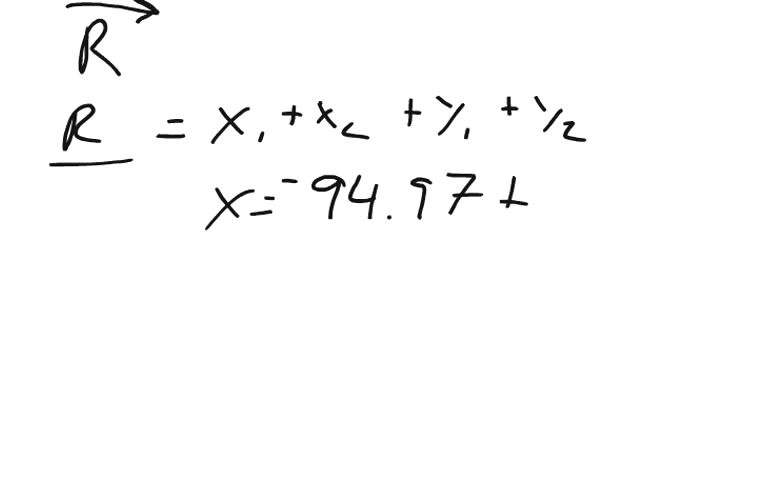 R
R = x₁ + x₂ + y₁ + y₂
x = -94.97 +